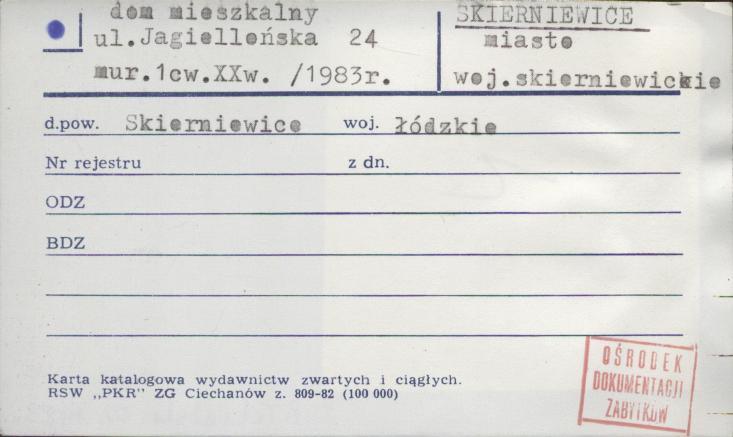 dom mieszkalny
ul.Jagiellońska 24
mur.1cw.XXw. /1983r.
SKIERNIEWICE
miasto
woj.skierniewickie
d.pow. Skierniewice woj. łódzkie
Nr rejestru z dn.
ODZ
BDZ
Karta katalogowa wydawnictw zwartych i ciągłych.
RSW „PKR" ZG Ciechanów z. 809-82 (100 000)
OŚRODEK
DOKUMENTACJI
ZABYTKÓW